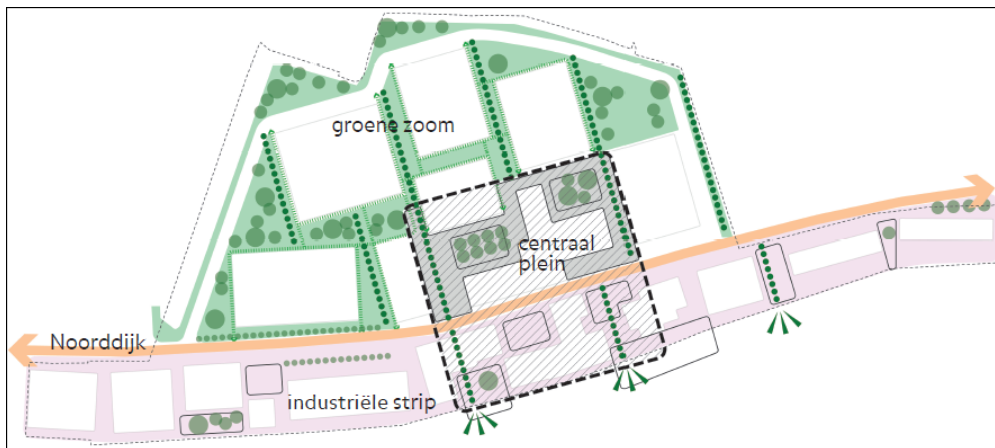 groene zoom
centraal
plein
Noorddijk
industriële strip